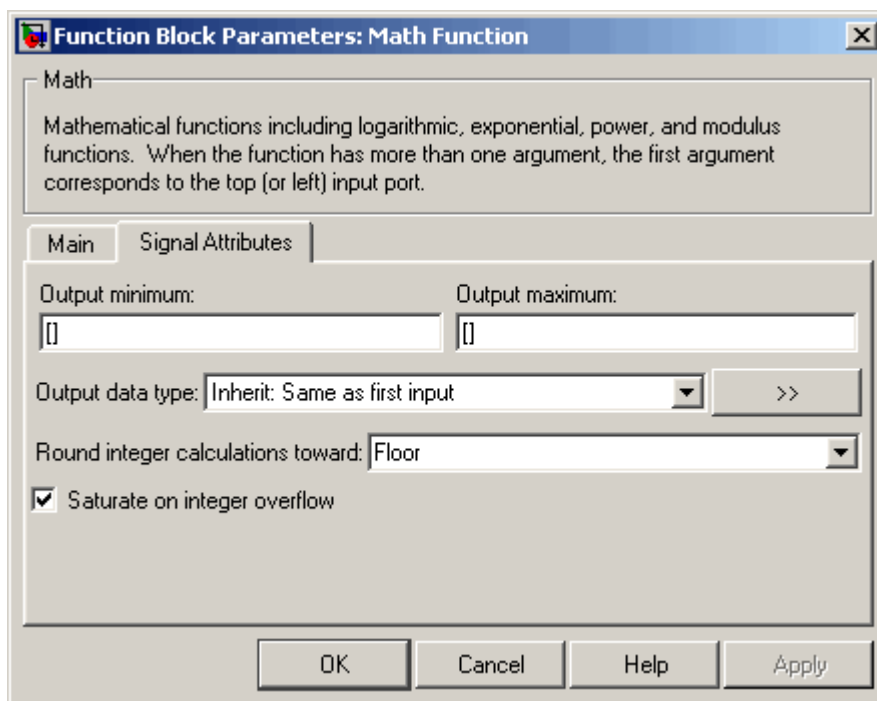 Function Block Parameters: Math Function
Math
Mathematical functions including logarithmic, exponential, power, and modulus
functions.  When the function has more than one argument, the first argument
corresponds to the top (or left) input port.
Main Signal Attributes
Output minimum: Output maximum:
[] []
Output data type: Inherit: Same as first input >>
Round integer calculations toward: Floor
Saturate on integer overflow
OK Cancel Help Apply